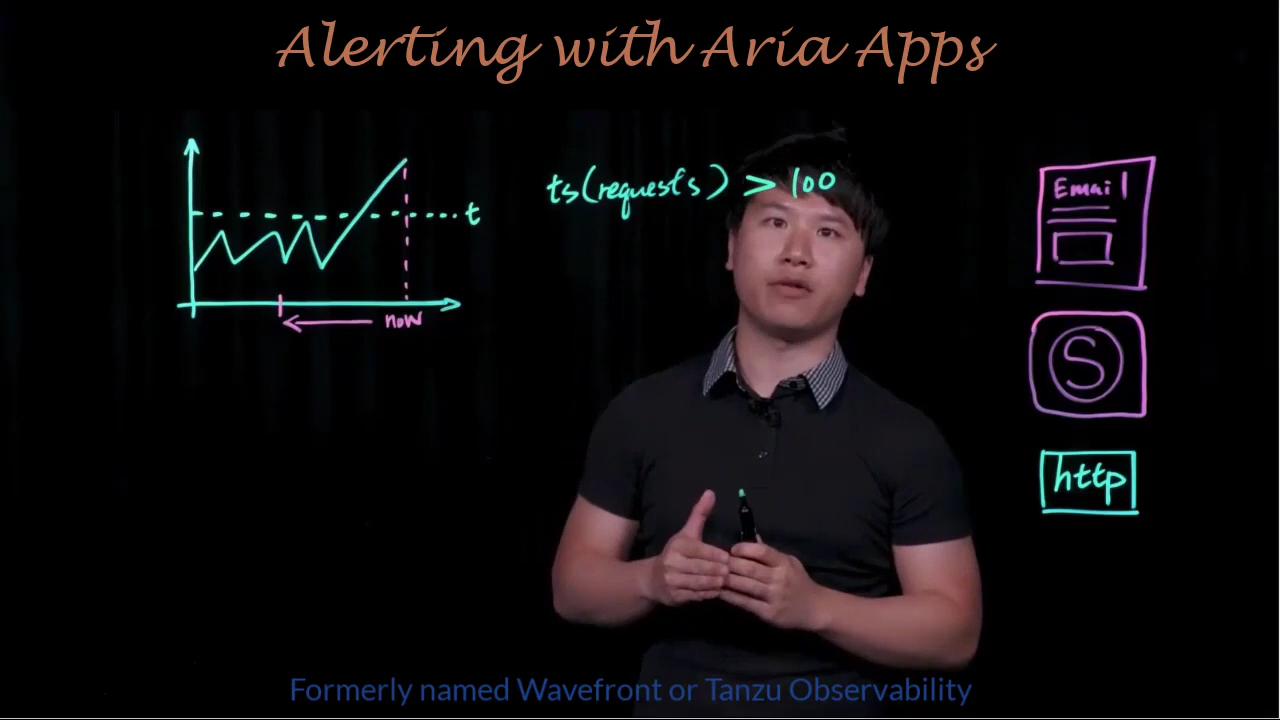 Alerting with Aria Apps
t
now
ts(requests) > 100
Email
S
http
Formerly named Wavefront or Tanzu Observability